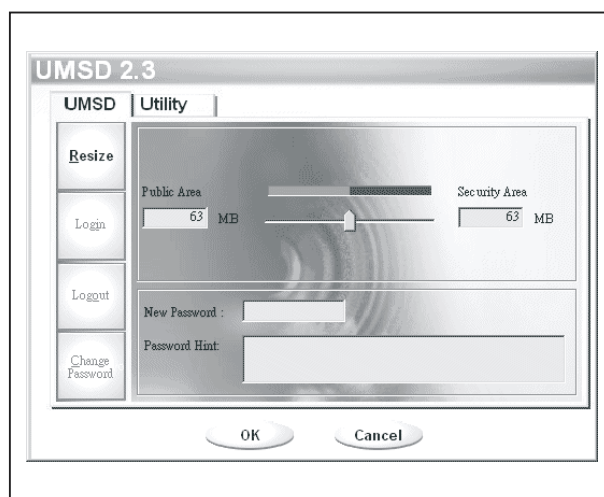 UMSD 2.3
UMSD Utility
Resize
Login
Logout
Change
Password
Public Area
63 MB
Security Area
63 MB
New Password :
Password Hint:
OK Cancel